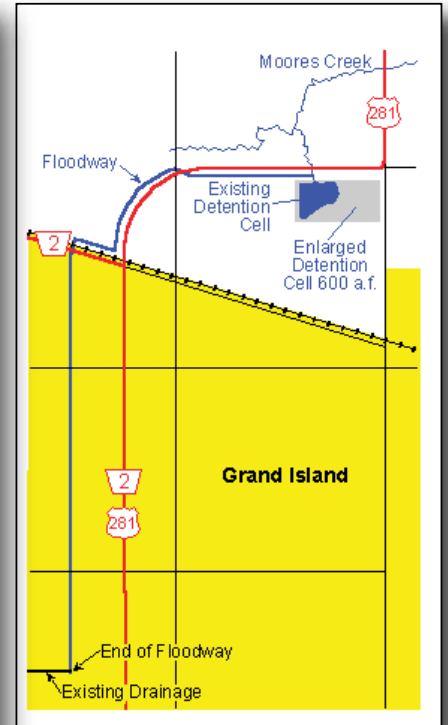 Moores Creek
281
Floodway
Existing
Detention
Cell
Enlarged
Detention
Cell 600 a.f.
2
Grand Island
2
281
End of Floodway
Existing Drainage